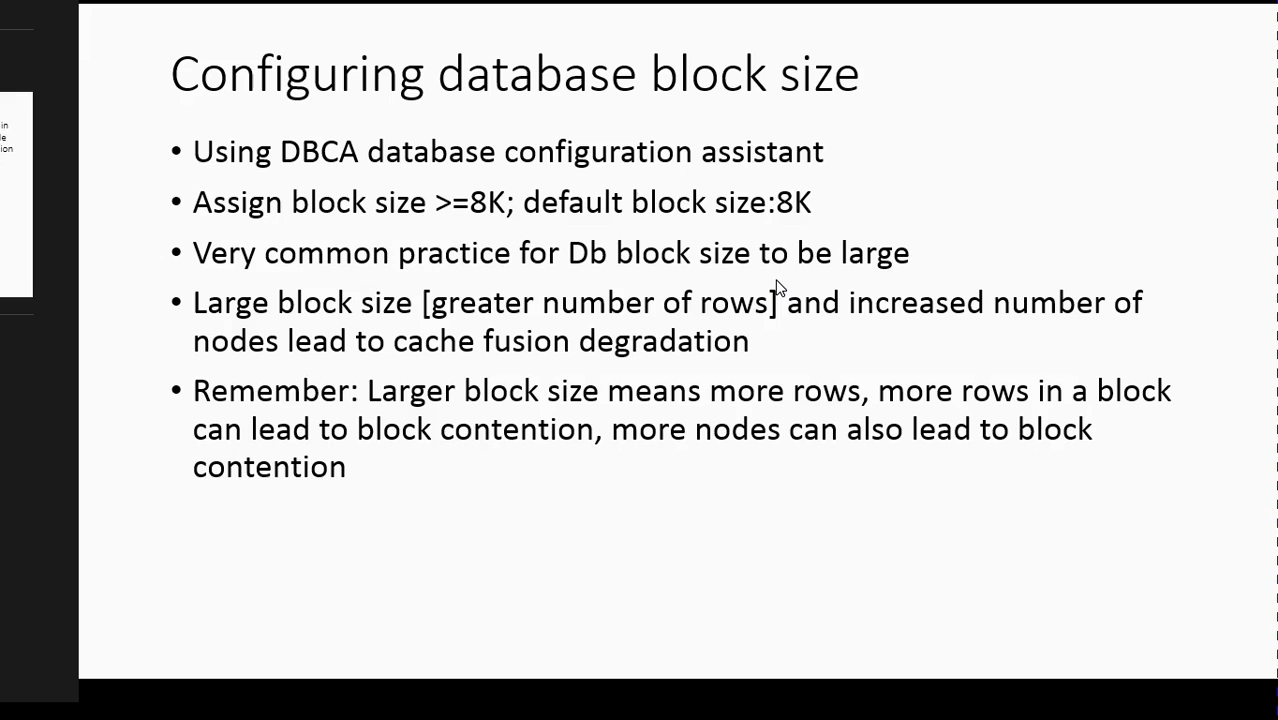 Configuring database block size
• Using DBCA database configuration assistant
• Assign block size >=8K; default block size:8K
• Very common practice for Db block size to be large
• Large block size [greater number of rows] and increased number of
nodes lead to cache fusion degradation
• Remember: Larger block size means more rows, more rows in a block
can lead to block contention, more nodes can also lead to block
contention
in
ion